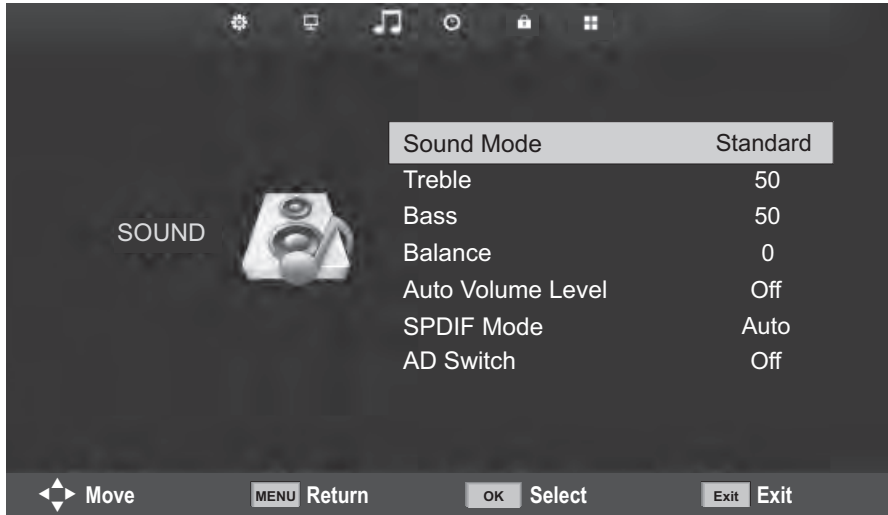 SOUND
Sound Mode Standard
Treble 50
Bass 50
Balance 0
Auto Volume Level Off
SPDIF Mode Auto
AD Switch Off
Move MENU Return OK Select Exit Exit